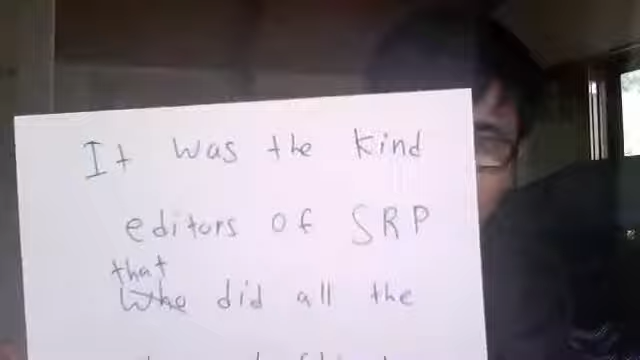 It was the kind
editors of SRP
that
who did all the